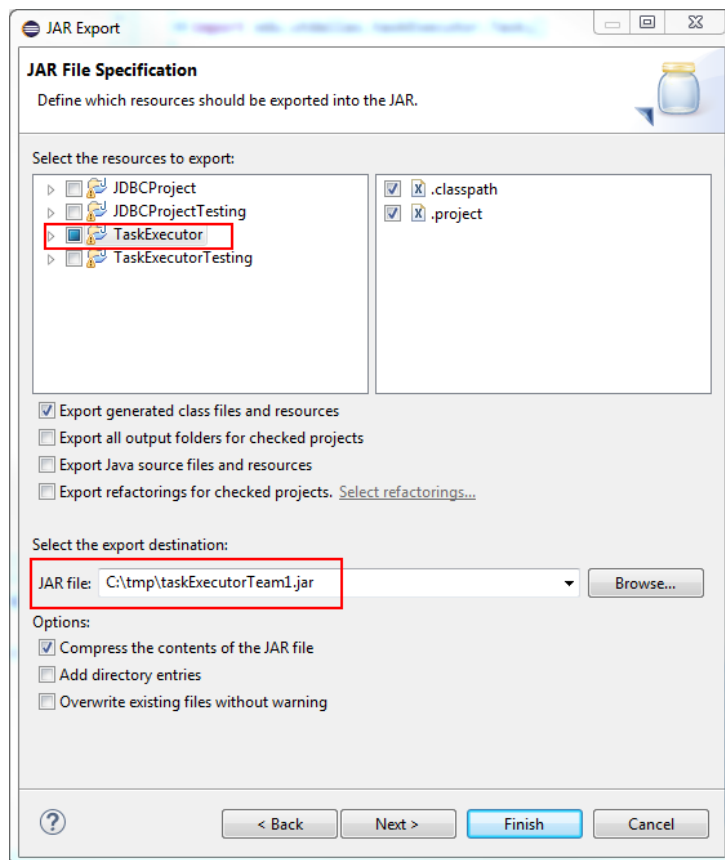 JAR Export
JAR File Specification
Define which resources should be exported into the JAR.
Select the resources to export:
JDBCProject
JDBCProjectTesting
TaskExecutor
TaskExecutorTesting
.classpath
.project
Export generated class files and resources
Export all output folders for checked projects
Export Java source files and resources
Export refactorings for checked projects. Select refactorings...
Select the export destination:
JAR file: C:\tmp\taskExecutorTeam1.jar Browse...
Options:
Compress the contents of the JAR file
Add directory entries
Overwrite existing files without warning
? < Back Next > Finish Cancel